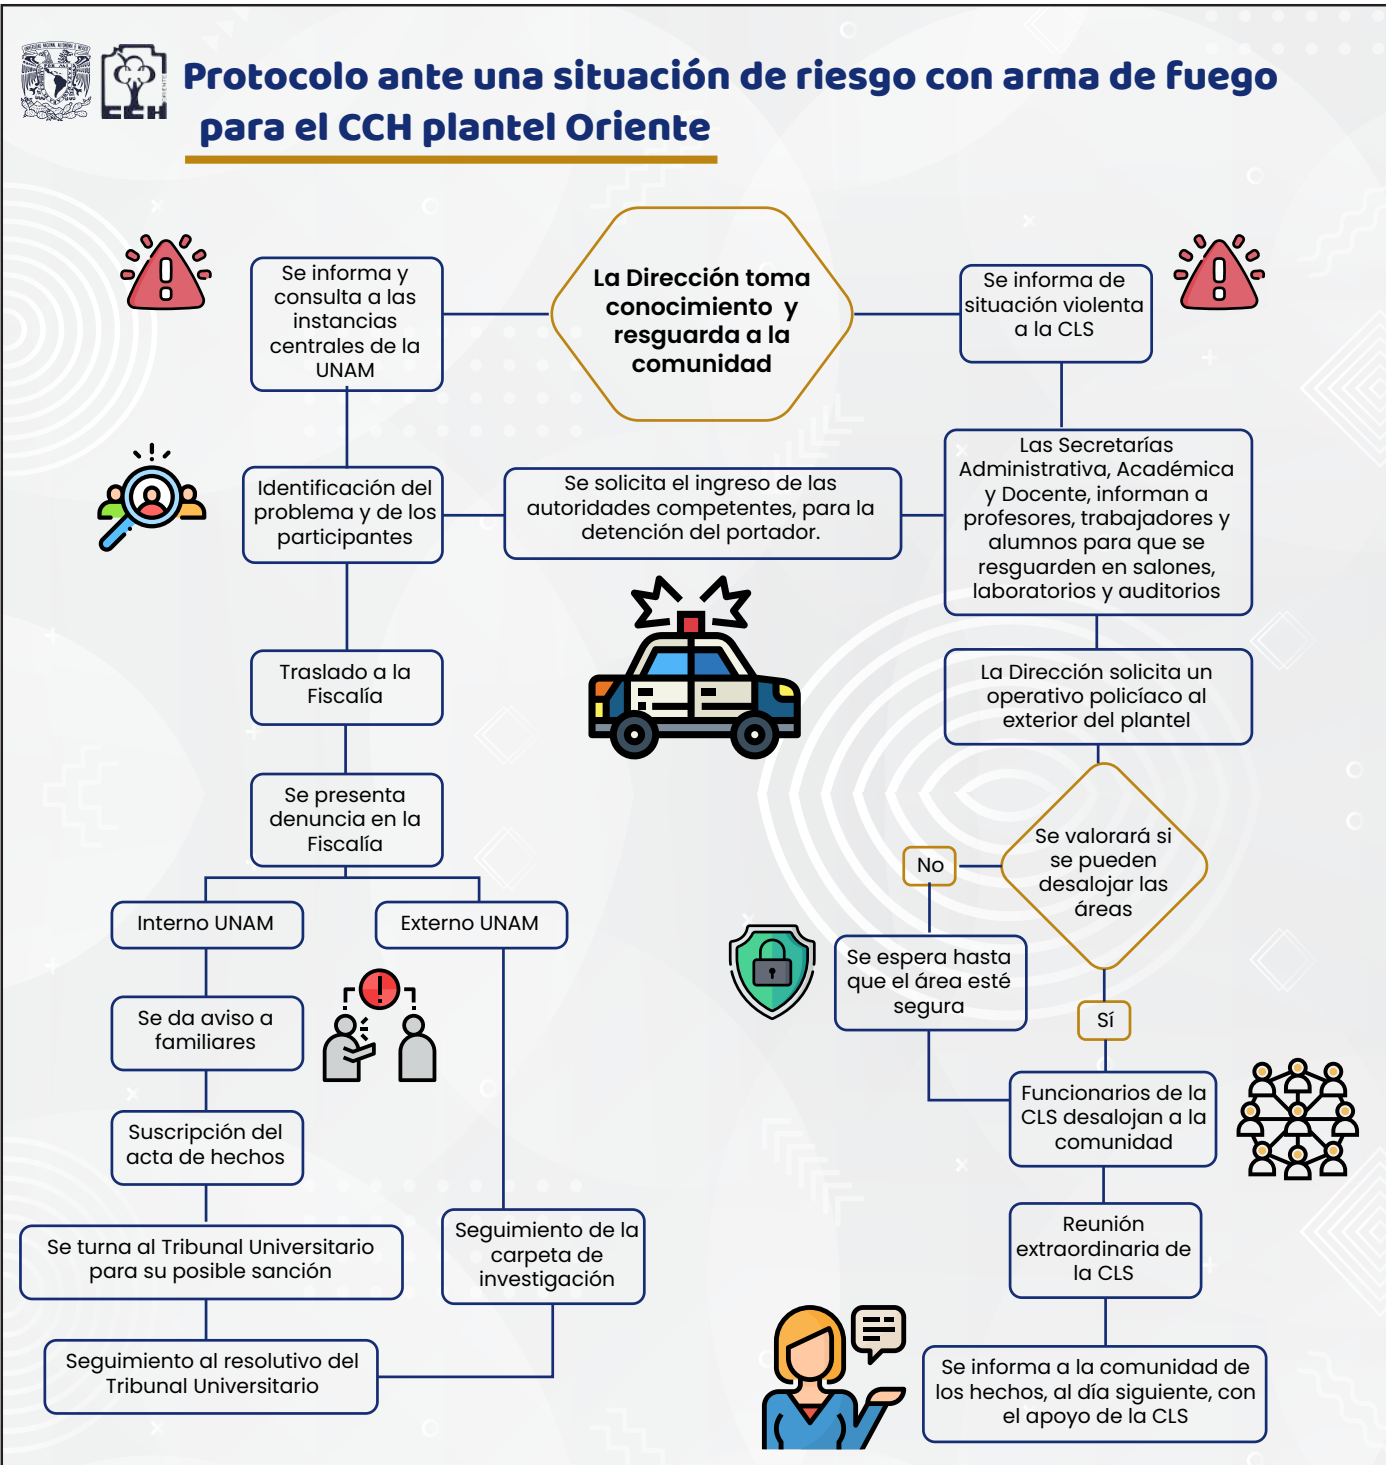 Protocolo ante una situación de riesgo con arma de fuego
para el CCH plantel Oriente
CCH
Se informa y
consulta a las
instancias
centrales de la
UNAM
La Dirección toma
conocimiento y
resguarda a la
comunidad
Se informa de
situación violenta
a la CLS
Identificación del
problema y de los
participantes
Se solicita el ingreso de las
autoridades competentes, para la
detención del portador.
Las Secretarías
Administrativa, Académica
y Docente, informan a
profesores, trabajadores y
alumnos para que se
resguarden en salones,
laboratorios y auditorios
Traslado a la
Fiscalía
La Dirección solicita un
operativo policíaco al
exterior del plantel
Se presenta
denuncia en la
Fiscalía
Se valorará si
se pueden
desalojar las
áreas
No
Interno UNAM
Externo UNAM
Se espera hasta
que el área esté
segura
Sí
Se da aviso a
familiares
Funcionarios de la
CLS desalojan a la
comunidad
Suscripción del
acta de hechos
Se turna al Tribunal Universitario
para su posible sanción
Seguimiento de la
carpeta de
investigación
Reunión
extraordinaria de
la CLS
Seguimiento al resolutivo del
Tribunal Universitario
Se informa a la comunidad de
los hechos, al día siguiente, con
el apoyo de la CLS